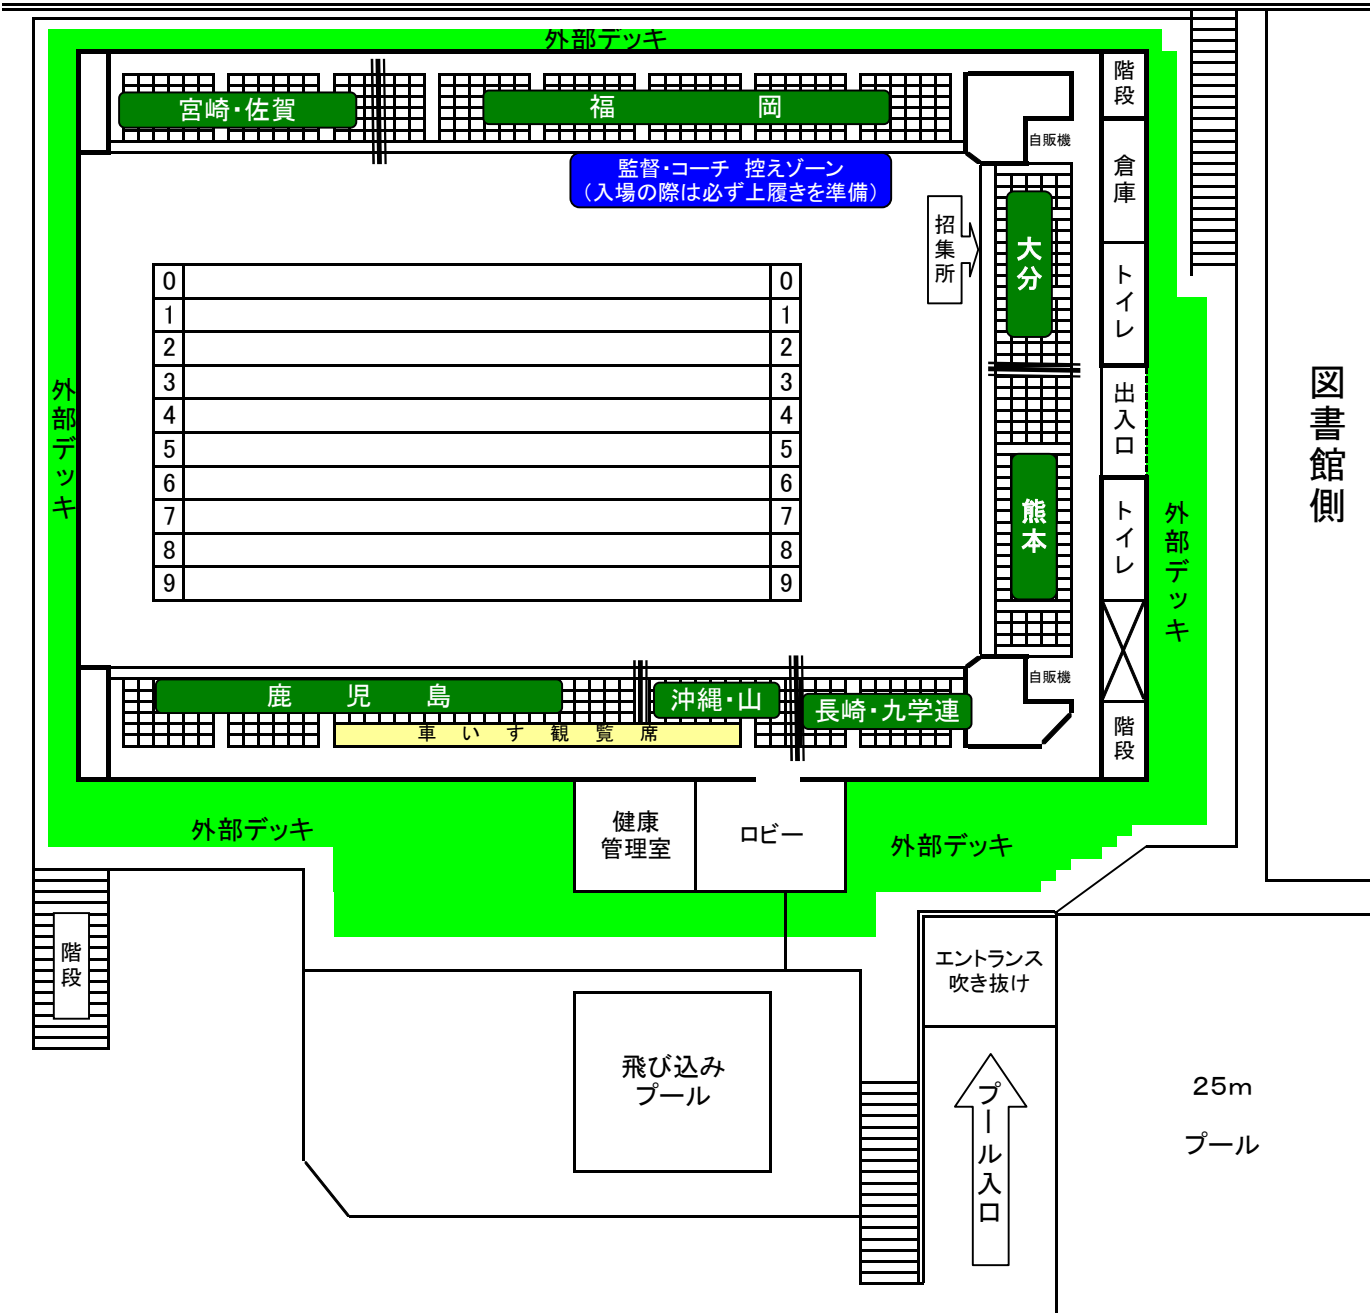 外部デッキ
階段
宮崎・佐賀
福岡
自販機
監督・コーチ 控えゾーン
（入場の際は必ず上履きを準備）
倉庫
招集所
大分
トイレ
0 0
1 1
2 2
3 3
4 4
5 5
6 6
7 7
8 8
9 9
外部デッキ
出入口
図書館側
熊本
トイレ
外部デッキ
自販機
鹿児島
沖縄・山
長崎・九学連
車いす観覧席
階段
外部デッキ
健康
管理室
ロビー
外部デッキ
階段
エントランス
吹き抜け
飛び込み
プール
プール入口
25m
プール